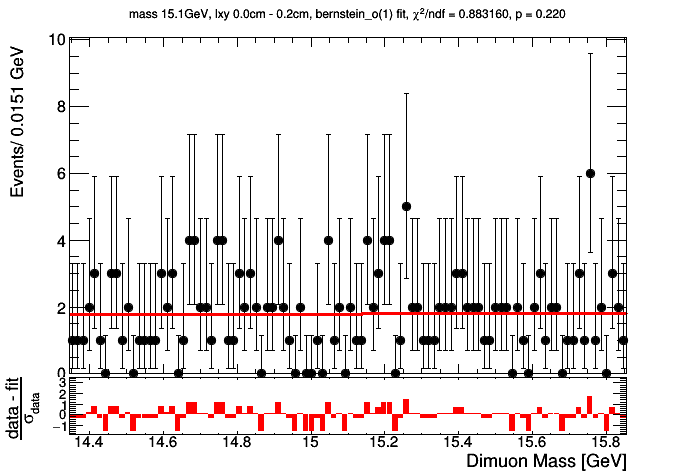 mass 15.1GeV, lxy 0.0cm - 0.2cm, bernstein_o(1) fit, χ²/ndf = 0.883160, p = 0.220
Events/ 0.0151 GeV
10
8
6
4
2
0
data - fit
σdata
3
2
1
0
−1
14.4 14.6 14.8 15 15.2 15.4 15.6 15.8
Dimuon Mass [GeV]